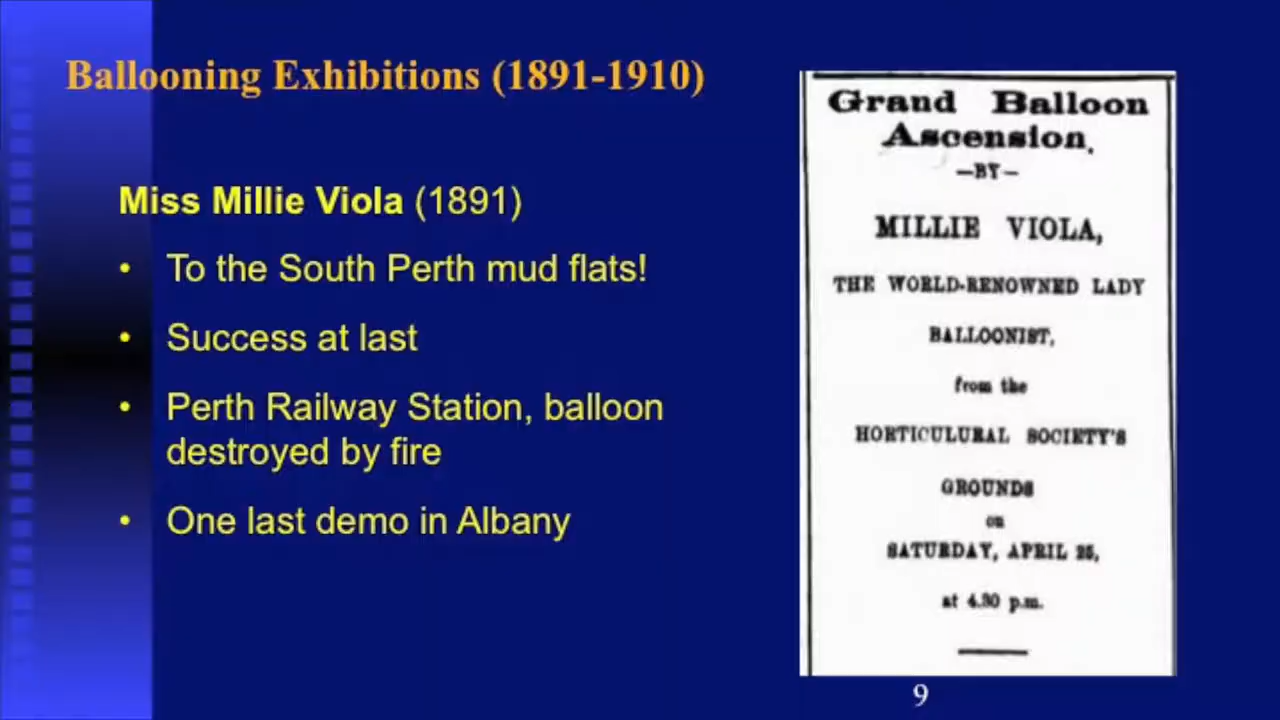 Ballooning Exhibitions (1891-1910)
Miss Millie Viola (1891)
• To the South Perth mud flats!
• Success at last
• Perth Railway Station, balloon
destroyed by fire
• One last demo in Albany
Grand Balloon
Ascension,
—BY—
MILLIE VIOLA,
THE WORLD-RENOWNED LADY
BALLOONIST,
from the
HORTICULURAL SOCIETY'S
GROUNDS
on
SATURDAY, APRIL 25,
at 4.30 p.m.
9